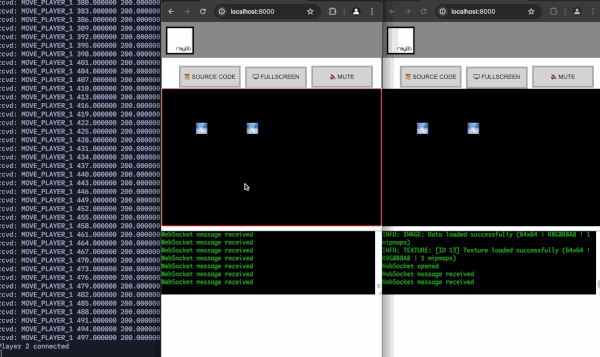 rcvd: MOVE_PLAYER_1 380.000000 200.000000
rcvd: MOVE_PLAYER_1 383.000000 200.000000
rcvd: MOVE_PLAYER_1 386.000000 200.000000
rcvd: MOVE_PLAYER_1 389.000000 200.000000
rcvd: MOVE_PLAYER_1 392.000000 200.000000
rcvd: MOVE_PLAYER_1 395.000000 200.000000
rcvd: MOVE_PLAYER_1 398.000000 200.000000
rcvd: MOVE_PLAYER_1 401.000000 200.000000
rcvd: MOVE_PLAYER_1 404.000000 200.000000
rcvd: MOVE_PLAYER_1 407.000000 200.000000
rcvd: MOVE_PLAYER_1 410.000000 200.000000
rcvd: MOVE_PLAYER_1 413.000000 200.000000
rcvd: MOVE_PLAYER_1 416.000000 200.000000
rcvd: MOVE_PLAYER_1 419.000000 200.000000
rcvd: MOVE_PLAYER_1 422.000000 200.000000
rcvd: MOVE_PLAYER_1 425.000000 200.000000
rcvd: MOVE_PLAYER_1 428.000000 200.000000
rcvd: MOVE_PLAYER_1 431.000000 200.000000
rcvd: MOVE_PLAYER_1 434.000000 200.000000
rcvd: MOVE_PLAYER_1 437.000000 200.000000
rcvd: MOVE_PLAYER_1 440.000000 200.000000
rcvd: MOVE_PLAYER_1 443.000000 200.000000
rcvd: MOVE_PLAYER_1 446.000000 200.000000
rcvd: MOVE_PLAYER_1 449.000000 200.000000
rcvd: MOVE_PLAYER_1 452.000000 200.000000
rcvd: MOVE_PLAYER_1 455.000000 200.000000
rcvd: MOVE_PLAYER_1 458.000000 200.000000
rcvd: MOVE_PLAYER_1 461.000000 200.000000
rcvd: MOVE_PLAYER_1 464.000000 200.000000
rcvd: MOVE_PLAYER_1 467.000000 200.000000
rcvd: MOVE_PLAYER_1 470.000000 200.000000
rcvd: MOVE_PLAYER_1 473.000000 200.000000
rcvd: MOVE_PLAYER_1 476.000000 200.000000
rcvd: MOVE_PLAYER_1 479.000000 200.000000
rcvd: MOVE_PLAYER_1 482.000000 200.000000
rcvd: MOVE_PLAYER_1 485.000000 200.000000
rcvd: MOVE_PLAYER_1 488.000000 200.000000
rcvd: MOVE_PLAYER_1 491.000000 200.000000
rcvd: MOVE_PLAYER_1 494.000000 200.000000
rcvd: MOVE_PLAYER_1 497.000000 200.000000
Player 2 connected
localhost:8000
raylib
SOURCE CODE
FULLSCREEN
MUTE
WebSocket message received
WebSocket message received
WebSocket message received
WebSocket message received
WebSocket message received
WebSocket message received
WebSocket message received
localhost:8000
raylib
SOURCE CODE
FULLSCREEN
MUTE
INFO: IMAGE: Data loaded successfully (64x64 | R8G8B8A8 | 1
mipmaps)
INFO: TEXTURE: [ID 13] Texture loaded successfully (64x64 |
R8G8B8A8 | 1 mipmaps)
WebSocket opened
WebSocket message received
WebSocket message received